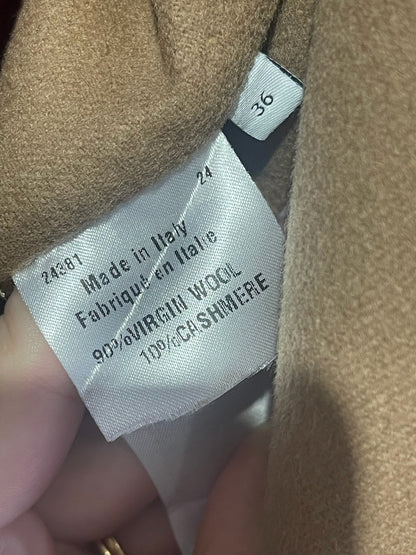 36
24
24381
Made in Italy
Fabriqué en Italie
90%VIRGIN WOOL
10%CASHMERE